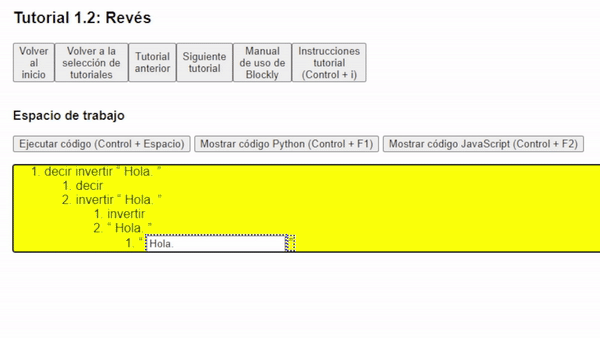 Tutorial 1.2: Revés
Volver al inicio
Volver a la selección de tutoriales
Tutorial anterior
Siguiente tutorial
Manual de uso de Blockly
Instrucciones tutorial (Control + i)
Espacio de trabajo
Ejecutar código (Control + Espacio) Mostrar código Python (Control + F1) Mostrar código JavaScript (Control + F2)
1. decir invertir “ Hola. ”
1. decir
2. invertir “ Hola. ”
1. invertir
2. “ Hola. ”
1. “ Hola. ”